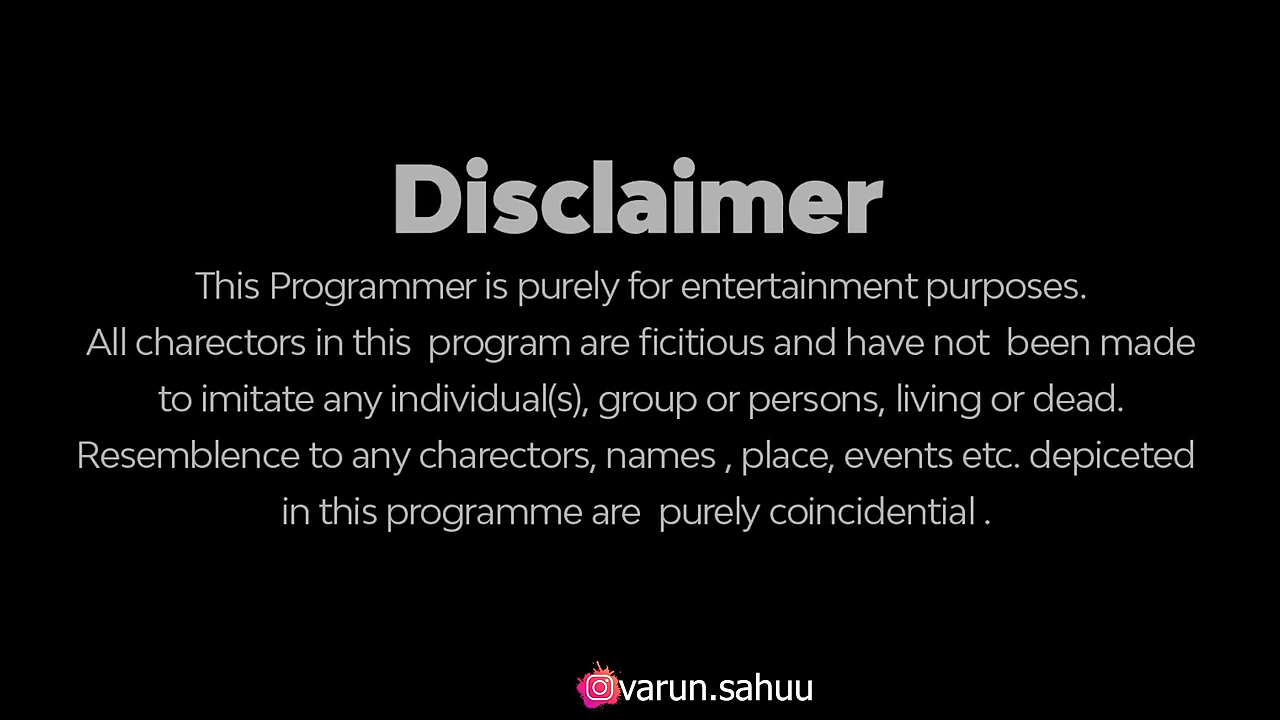 Disclaimer
This Programmer is purely for entertainment purposes.
All charectors in this  program are ficitious and have not  been made
to imitate any individual(s), group or persons, living or dead.
Resemblence to any charectors, names , place, events etc. depiceted
in this programme are  purely coincidential .
varun.sahuu